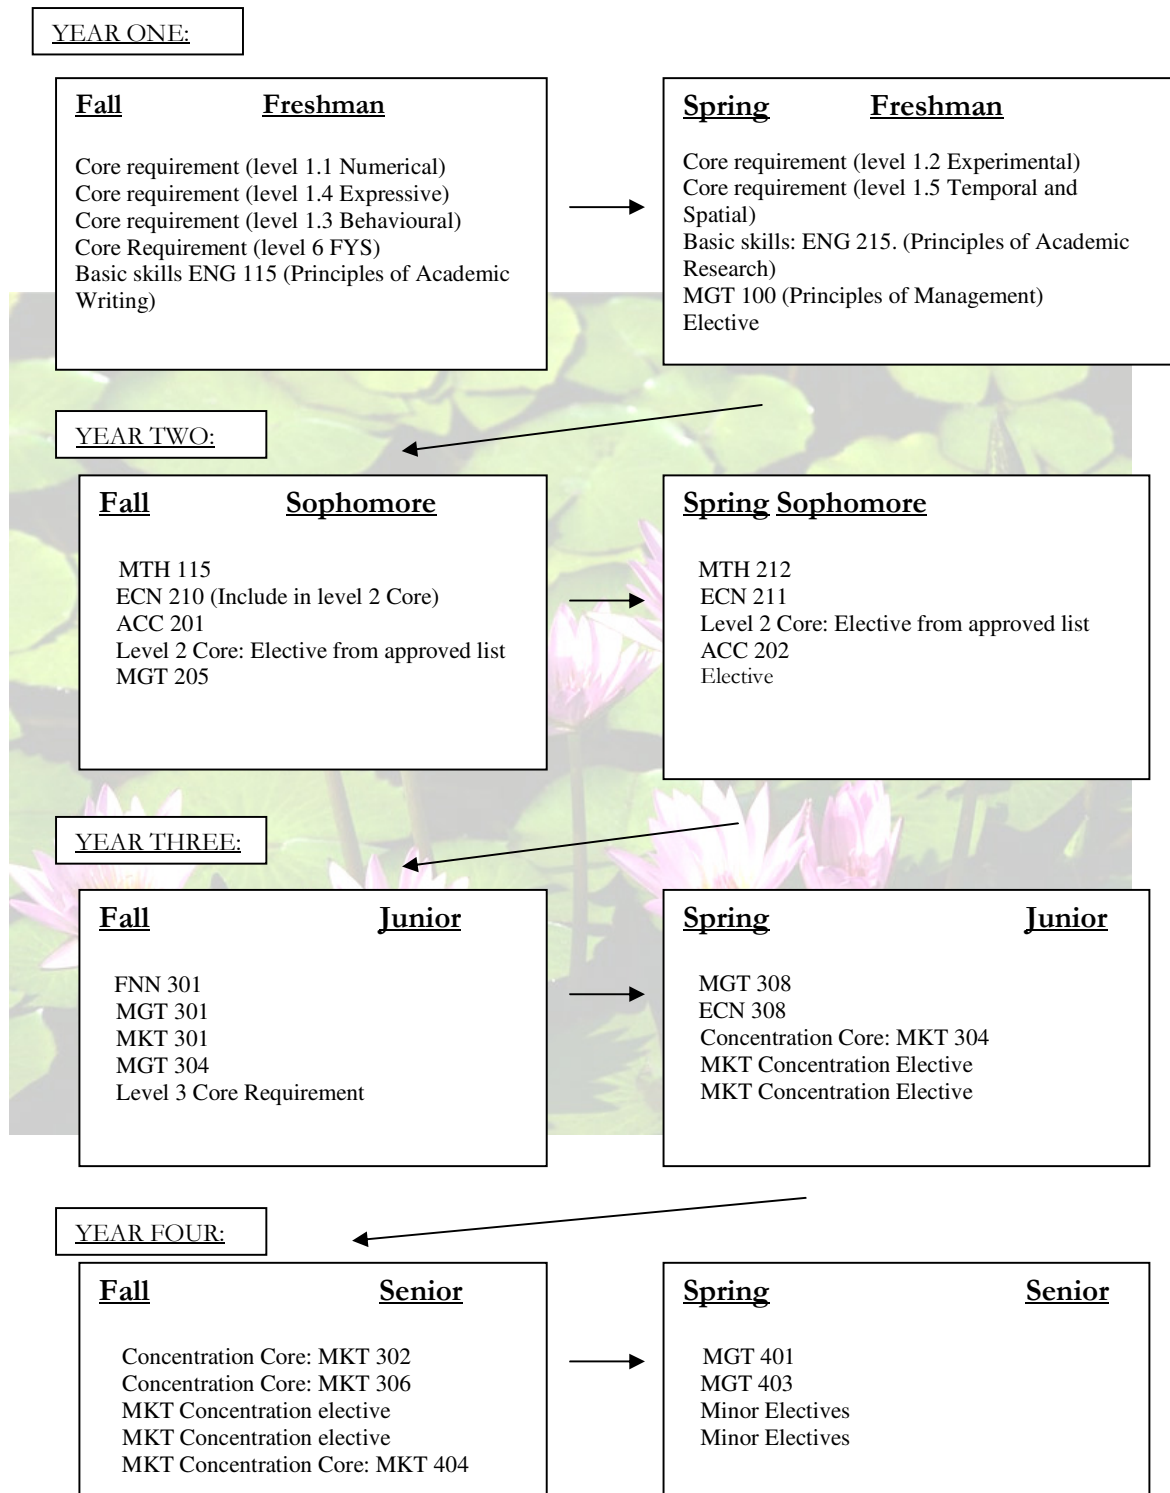 YEAR ONE:
Fall Freshman
Core requirement (level 1.1 Numerical)
Core requirement (level 1.4 Expressive)
Core requirement (level 1.3 Behavioural)
Core Requirement (level 6 FYS)
Basic skills ENG 115 (Principles of Academic
Writing)
Spring Freshman
Core requirement (level 1.2 Experimental)
Core requirement (level 1.5 Temporal and
Spatial)
Basic skills: ENG 215. (Principles of Academic
Research)
MGT 100 (Principles of Management)
Elective
YEAR TWO:
Fall Sophomore
MTH 115
ECN 210 (Include in level 2 Core)
ACC 201
Level 2 Core: Elective from approved list
MGT 205
Spring Sophomore
MTH 212
ECN 211
Level 2 Core: Elective from approved list
ACC 202
Elective
YEAR THREE:
Fall Junior
FNN 301
MGT 301
MKT 301
MGT 304
Level 3 Core Requirement
Spring Junior
MGT 308
ECN 308
Concentration Core: MKT 304
MKT Concentration Elective
MKT Concentration Elective
YEAR FOUR:
Fall Senior
Concentration Core: MKT 302
Concentration Core: MKT 306
MKT Concentration elective
MKT Concentration elective
MKT Concentration Core: MKT 404
Spring Senior
MGT 401
MGT 403
Minor Electives
Minor Electives